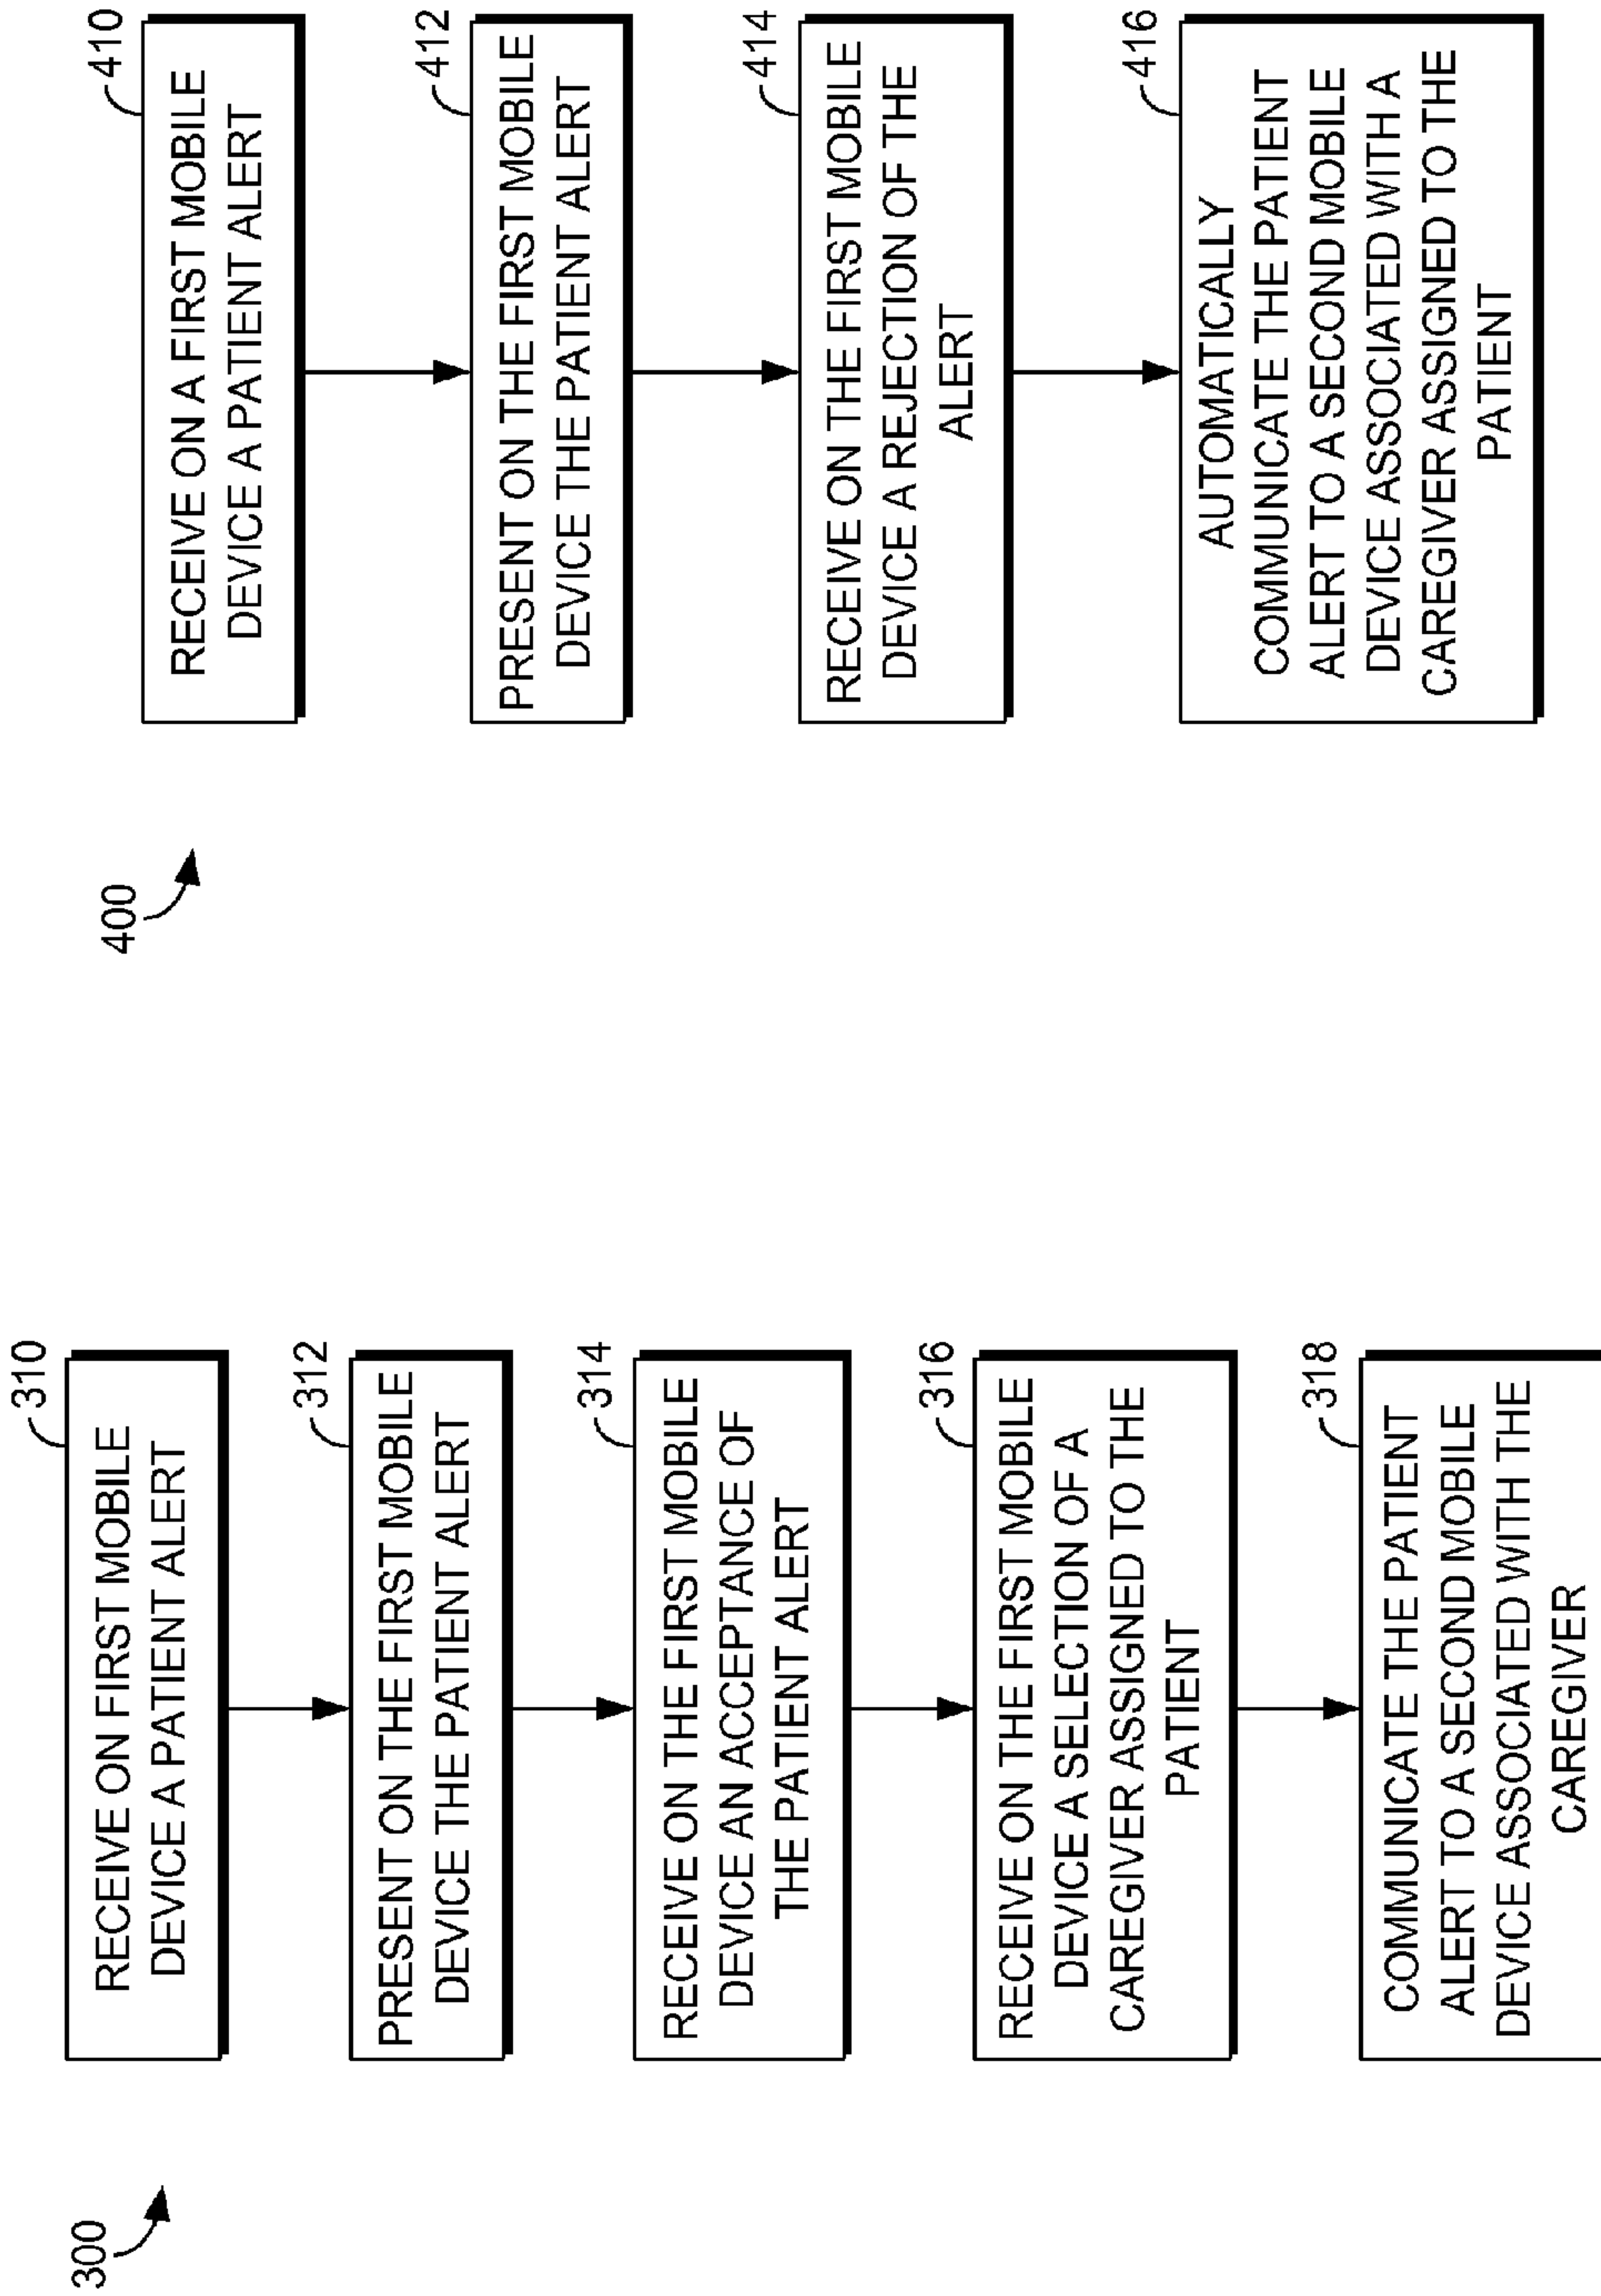 300
310
RECEIVE ON FIRST MOBILE
DEVICE A PATIENT ALERT
312
PRESENT ON THE FIRST MOBILE
DEVICE THE PATIENT ALERT
314
RECEIVE ON THE FIRST MOBILE
DEVICE AN ACCEPTANCE OF
THE PATIENT ALERT
316
RECEIVE ON THE FIRST MOBILE
DEVICE A SELECTION OF A
CAREGIVER ASSIGNED TO THE
PATIENT
318
COMMUNICATE THE PATIENT
ALERT TO A SECOND MOBILE
DEVICE ASSOCIATED WITH THE
CAREGIVER
400
410
RECEIVE ON A FIRST MOBILE
DEVICE A PATIENT ALERT
412
PRESENT ON THE FIRST MOBILE
DEVICE THE PATIENT ALERT
414
RECEIVE ON THE FIRST MOBILE
DEVICE A REJECTION OF THE
ALERT
416
AUTOMATICALLY
COMMUNICATE THE PATIENT
ALERT TO A SECOND MOBILE
DEVICE ASSOCIATED WITH A
CAREGIVER ASSIGNED TO THE
PATIENT